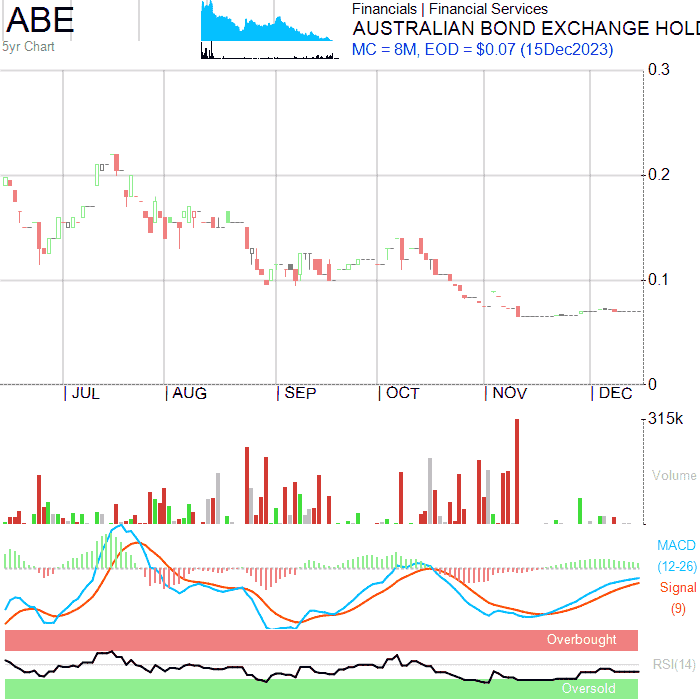 ABE
5yr Chart
Financials | Financial Services
AUSTRALIAN BOND EXCHANGE HOLD
MC = 8M, EOD = $0.07 (15Dec2023)
0.3
0.2
0.1
0
| JUL | AUG | SEP | OCT | NOV | DEC
315k
Volume
MACD
(12-26)
Signal
(9)
Overbought
RSI(14)
Oversold